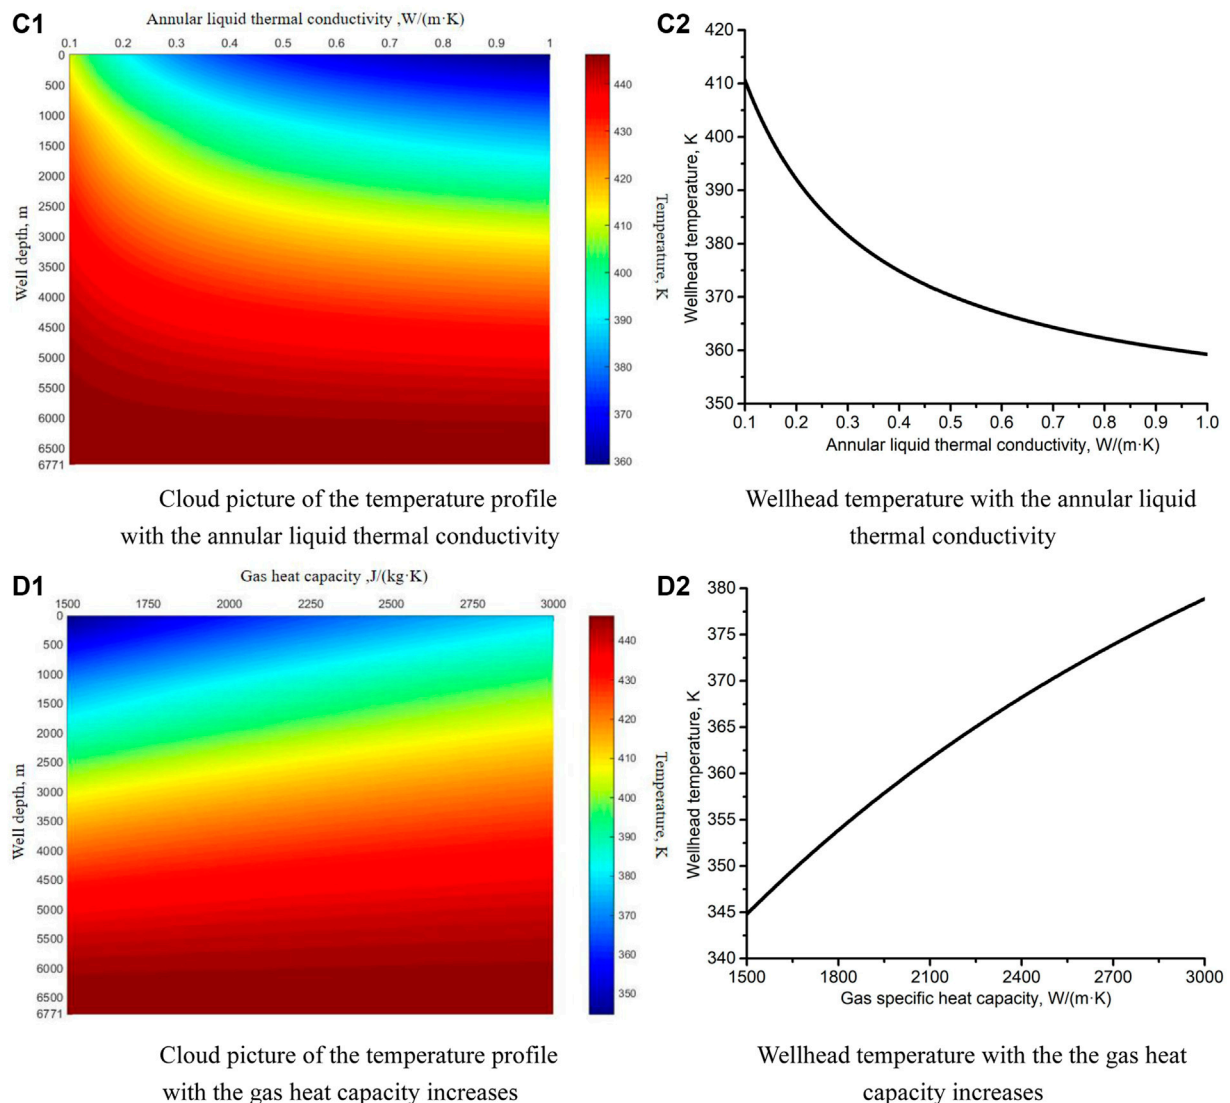 C1
Annular liquid thermal conductivity ,W/(m·K)
0.1 0.2 0.3 0.4 0.5 0.6 0.7 0.8 0.9 1
0
500
1000
1500
2000
2500
3000
3500
4000
4500
5000
5500
6000
6500
6771
Well depth, m
440
430
420
410
400
390
380
370
360
Temperature, K
Cloud picture of the temperature profile
with the annular liquid thermal conductivity
C2
420
410
400
390
380
370
360
350
Wellhead temperature, K
0.1 0.2 0.3 0.4 0.5 0.6 0.7 0.8 0.9 1.0
Annular liquid thermal conductivity, W/(m·K)
Wellhead temperature with the annular liquid
thermal conductivity
D1
Gas heat capacity ,J/(kg·K)
1500 1750 2000 2250 2500 2750 3000
0
500
1000
1500
2000
2500
3000
3500
4000
4500
5000
5500
6000
6500
6771
Well depth, m
440
430
420
410
400
390
380
370
360
350
Temperature, K
Cloud picture of the temperature profile
with the gas heat capacity increases
D2
380
375
370
365
360
355
350
345
340
Wellhead temperature, K
1500 1800 2100 2400 2700 3000
Gas specific heat capacity, W/(m·K)
Wellhead temperature with the the gas heat
capacity increases